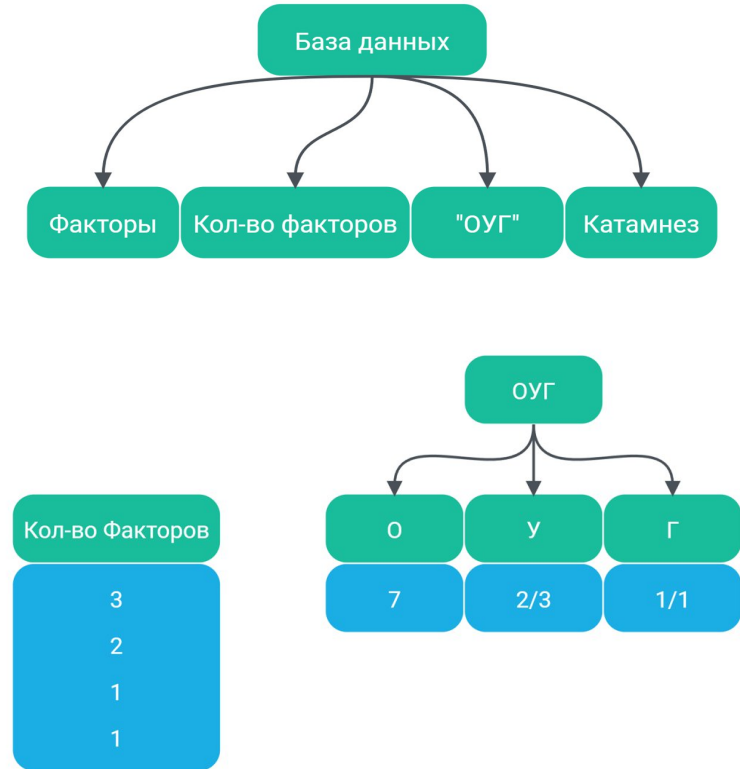 База данных
Факторы
Кол-во факторов
"ОУГ"
Катамнез
ОУГ
Кол-во Факторов
О
У
Г
3
2
1
1
7
2/3
1/1